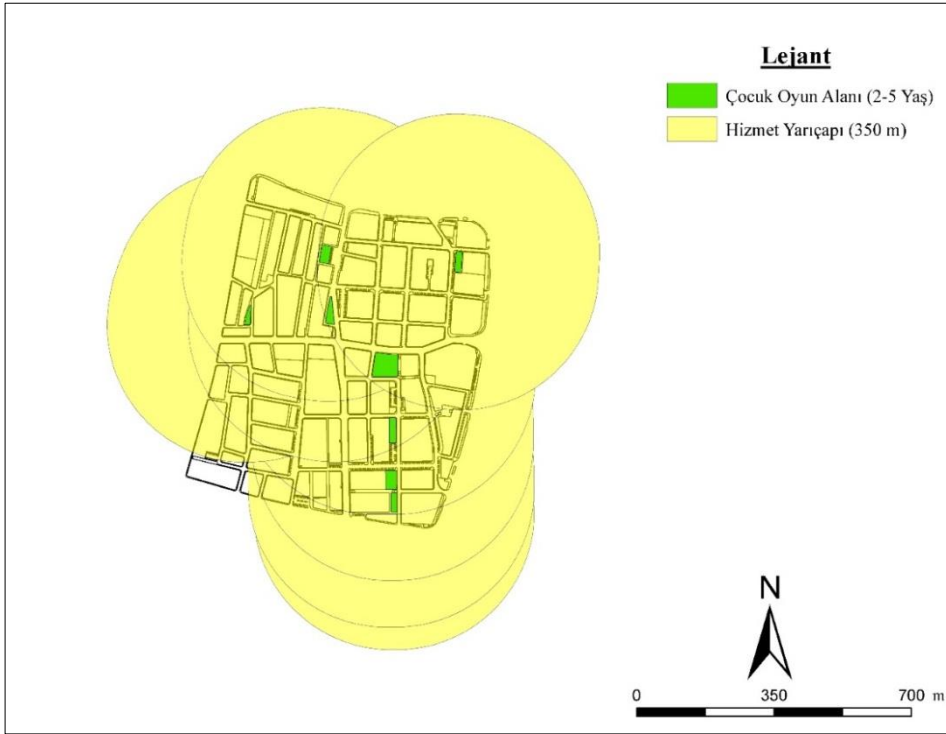 Lejant
Çocuk Oyun Alanı (2-5 Yaş)
Hizmet Yarıçapı (350 m)
N
0 350 700 m